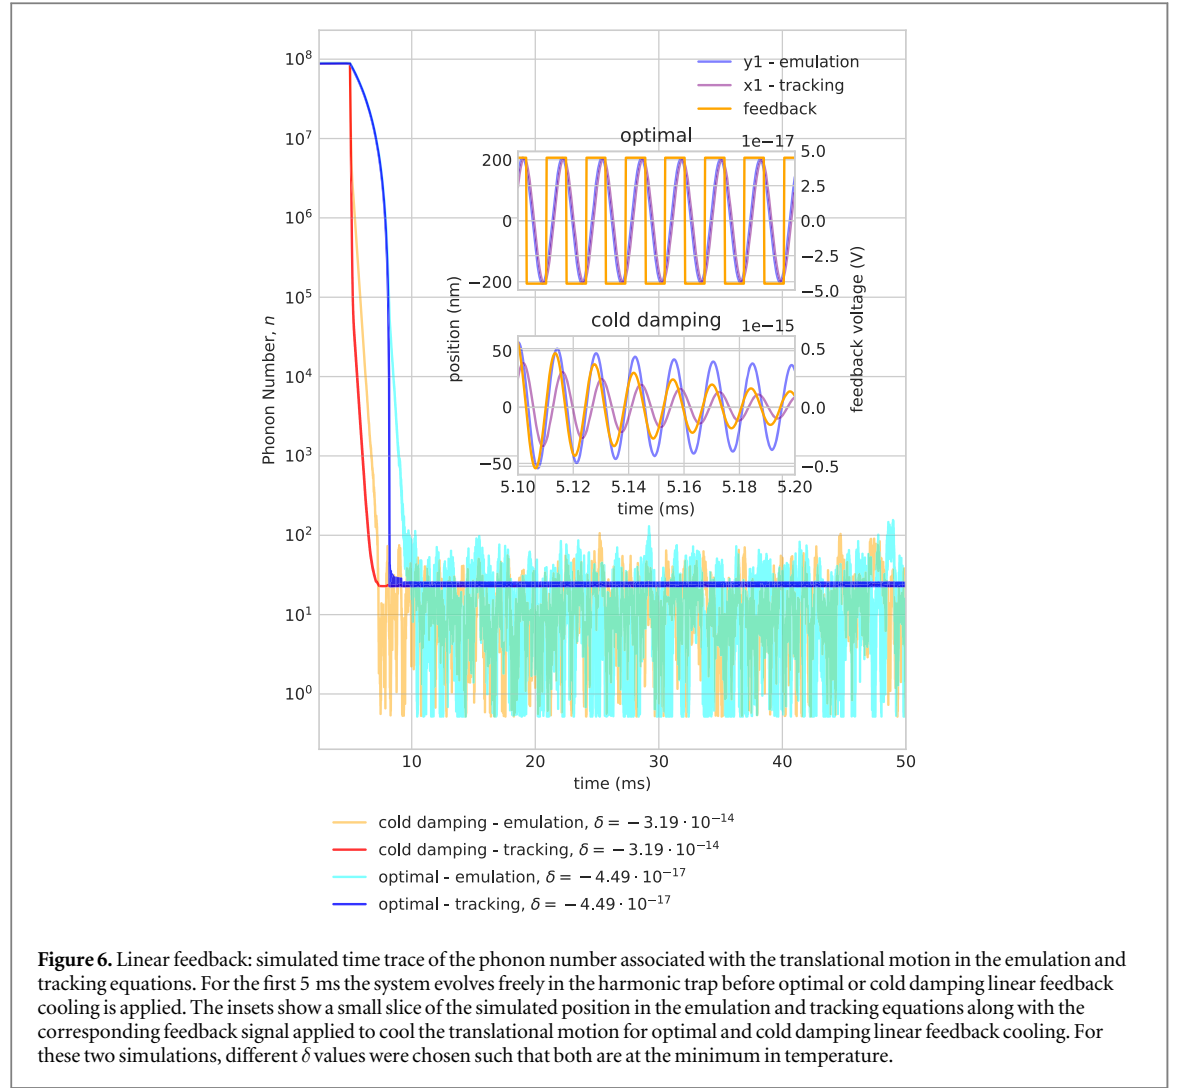 10⁸
10⁷
10⁶
10⁵
10⁴
10³
10²
10¹
10⁰
Phonon Number, n
y1 - emulation
x1 - tracking
feedback
optimal
1e−17
200
0
−200
5.0
2.5
0.0
−2.5
−5.0
position (nm)
feedback voltage (V)
cold damping
1e−15
50
0
−50
0.5
0.0
−0.5
5.10 5.12 5.14 5.16 5.18 5.20
time (ms)
10 20 30 40 50
time (ms)
cold damping - emulation, δ = −3.19 · 10⁻¹⁴
cold damping - tracking, δ = −3.19 · 10⁻¹⁴
optimal - emulation, δ = −4.49 · 10⁻¹⁷
optimal - tracking, δ = −4.49 · 10⁻¹⁷
Figure 6. Linear feedback: simulated time trace of the phonon number associated with the translational motion in the emulation and
tracking equations. For the first 5 ms the system evolves freely in the harmonic trap before optimal or cold damping linear feedback
cooling is applied. The insets show a small slice of the simulated position in the emulation and tracking equations along with the
corresponding feedback signal applied to cool the translational motion for optimal and cold damping linear feedback cooling. For
these two simulations, different δ values were chosen such that both are at the minimum in temperature.